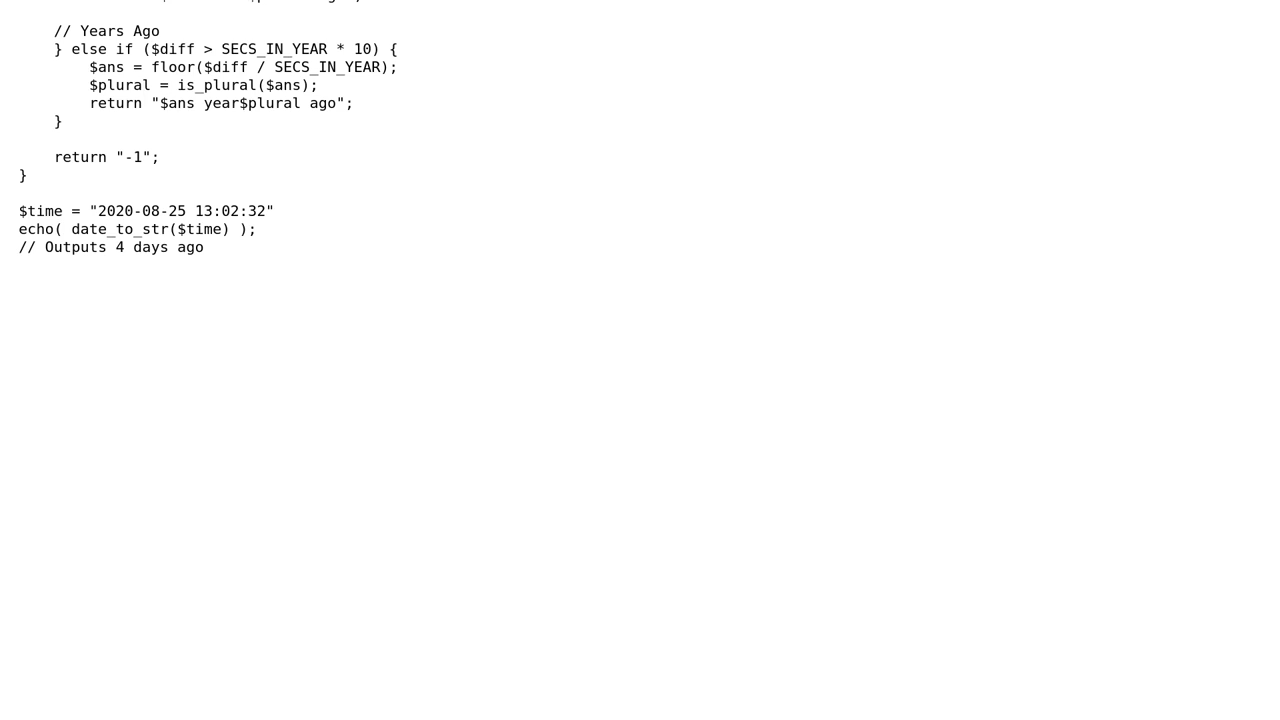 // Years Ago
} else if ($diff > SECS_IN_YEAR * 10) {
$ans = floor($diff / SECS_IN_YEAR);
$plural = is_plural($ans);
return "$ans year$plural ago";
}
return "-1";
}
$time = "2020-08-25 13:02:32"
echo( date_to_str($time) );
// Outputs 4 days ago